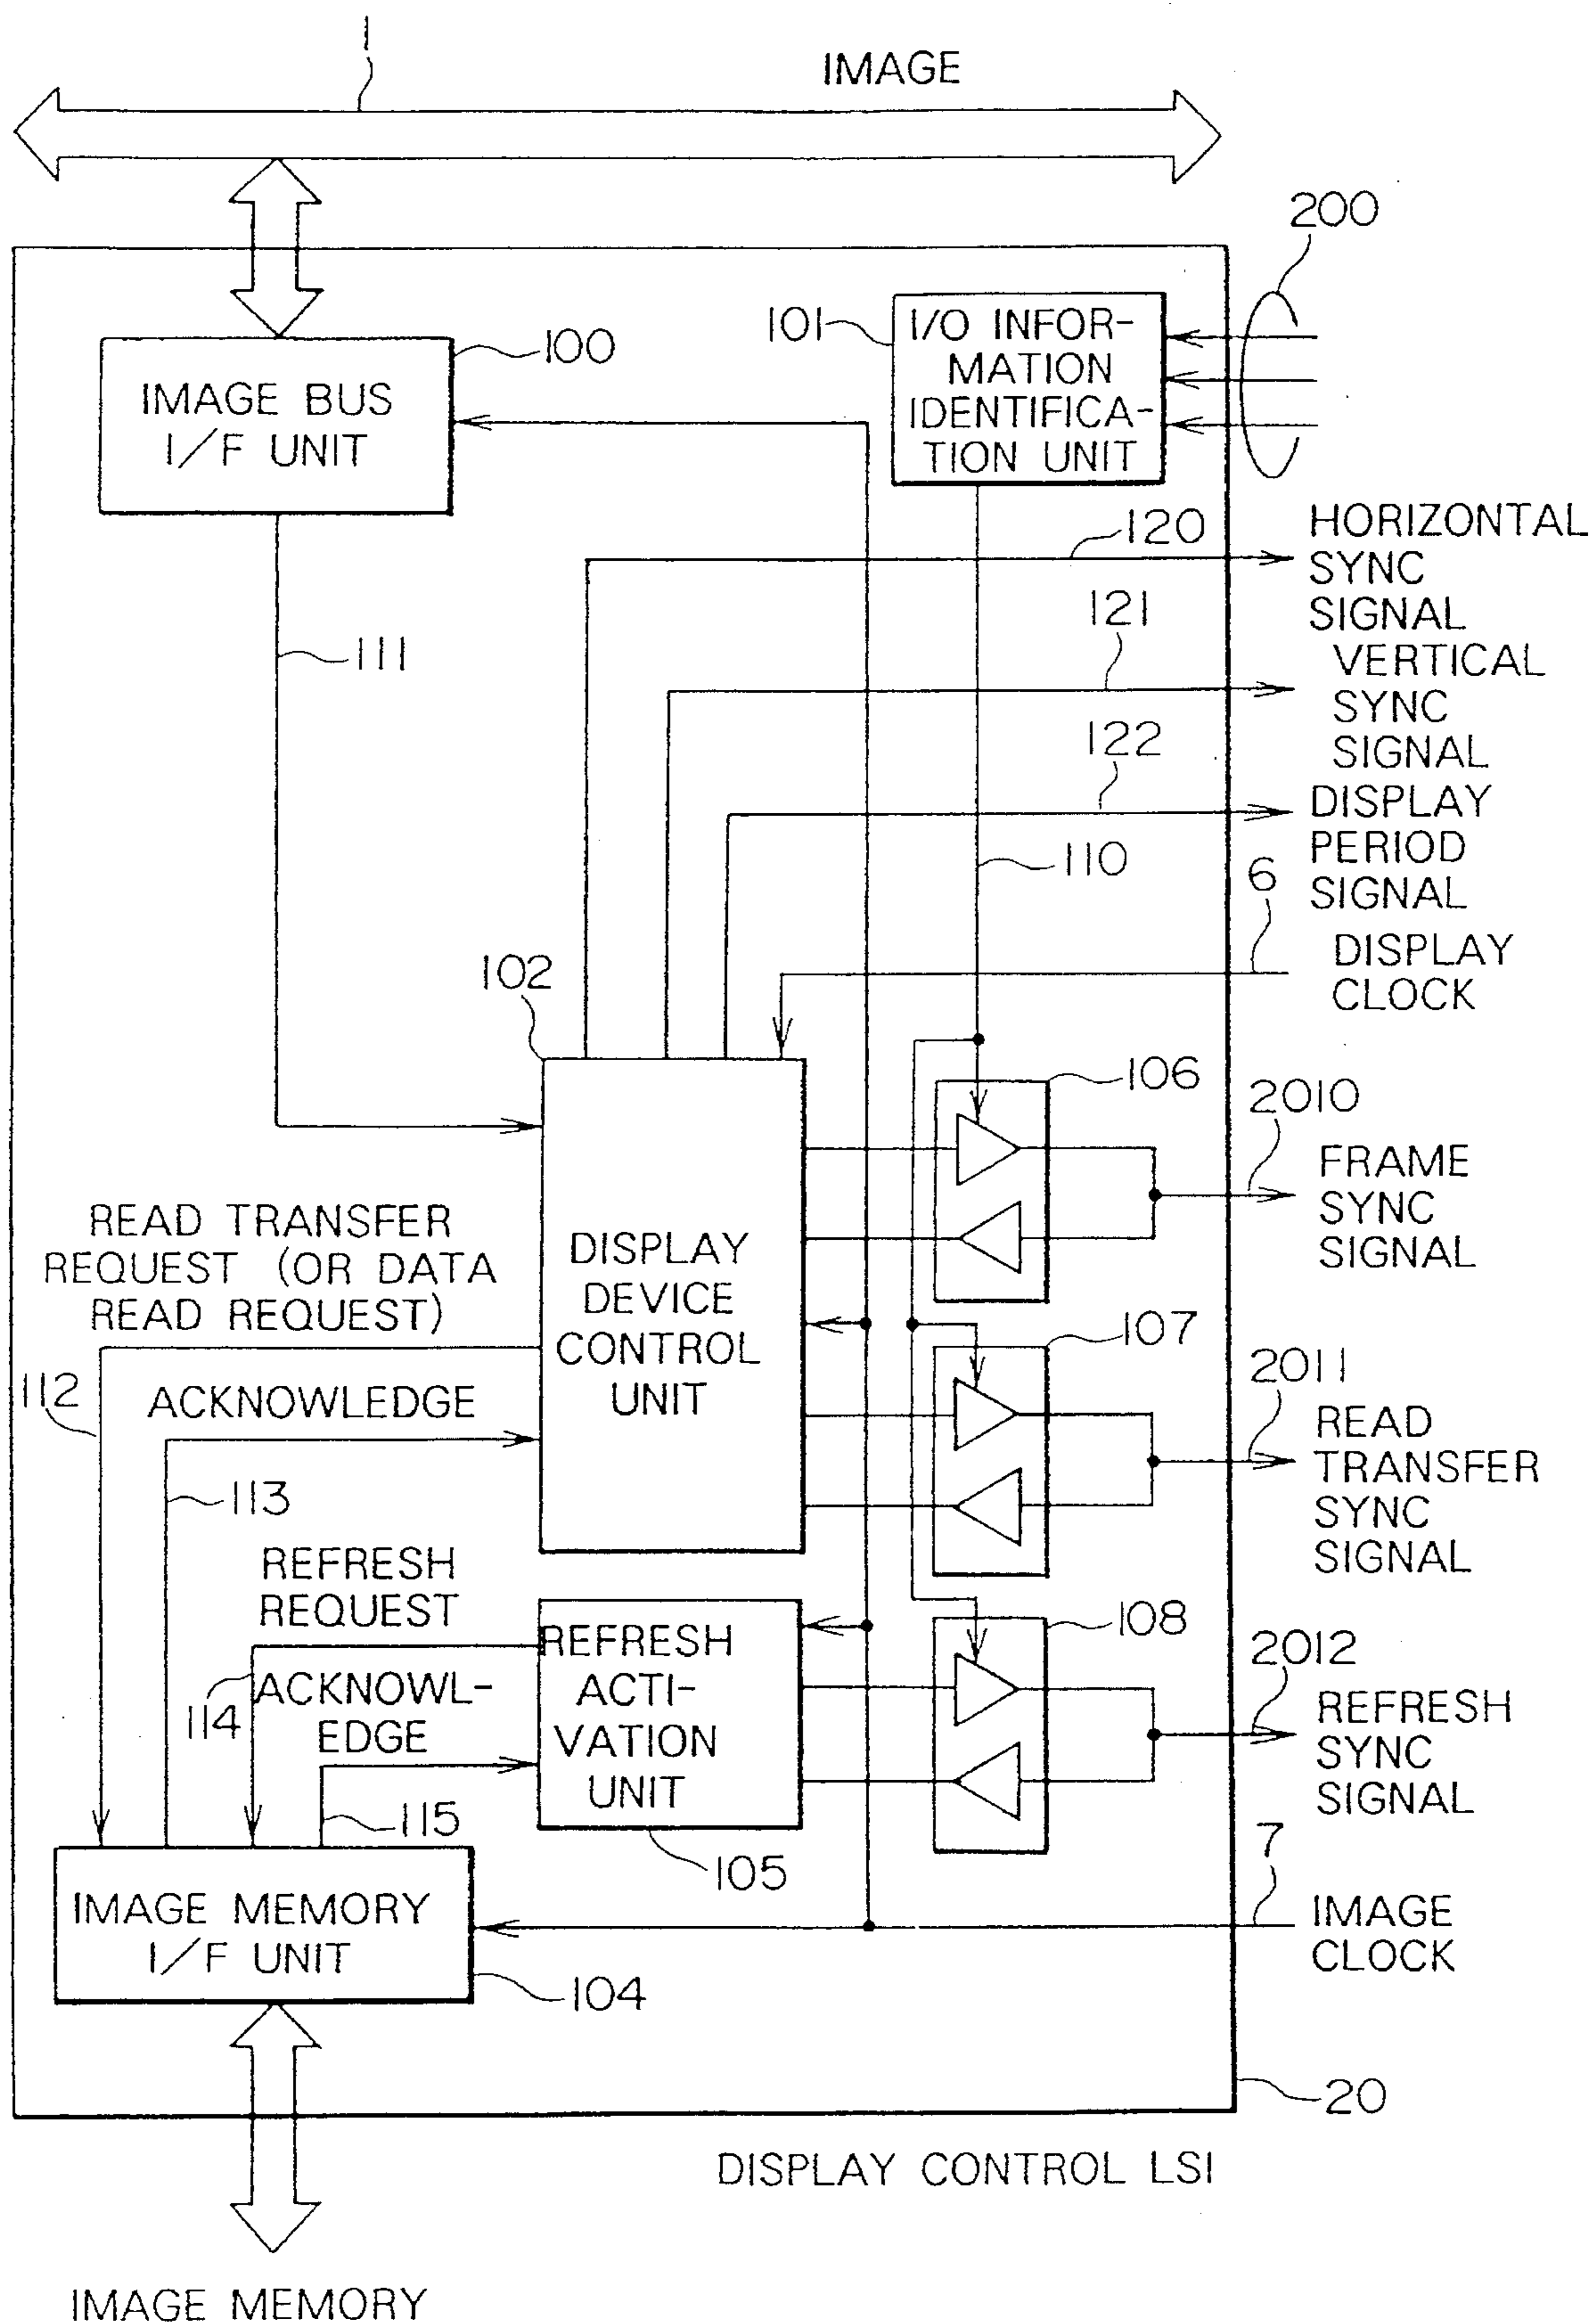 1
IMAGE
200
101
I/O INFOR-
MATION
IDENTIFICA-
TION UNIT
100
IMAGE BUS
I/F UNIT
120
HORIZONTAL
SYNC
SIGNAL
111
121
VERTICAL
SYNC
SIGNAL
122
DISPLAY
PERIOD
SIGNAL
110
6
DISPLAY
CLOCK
102
106
2010
FRAME
SYNC
SIGNAL
READ TRANSFER
REQUEST (OR DATA
READ REQUEST)
DISPLAY
DEVICE
CONTROL
UNIT
107
2011
READ
TRANSFER
SYNC
SIGNAL
112
ACKNOWLEDGE
113
REFRESH
REQUEST
REFRESH
ACTI-
VATION
UNIT
108
2012
REFRESH
SYNC
SIGNAL
114
ACKNOWL-
EDGE
115
105
7
IMAGE
CLOCK
IMAGE MEMORY
I/F UNIT
104
20
DISPLAY CONTROL LSI
IMAGE MEMORY